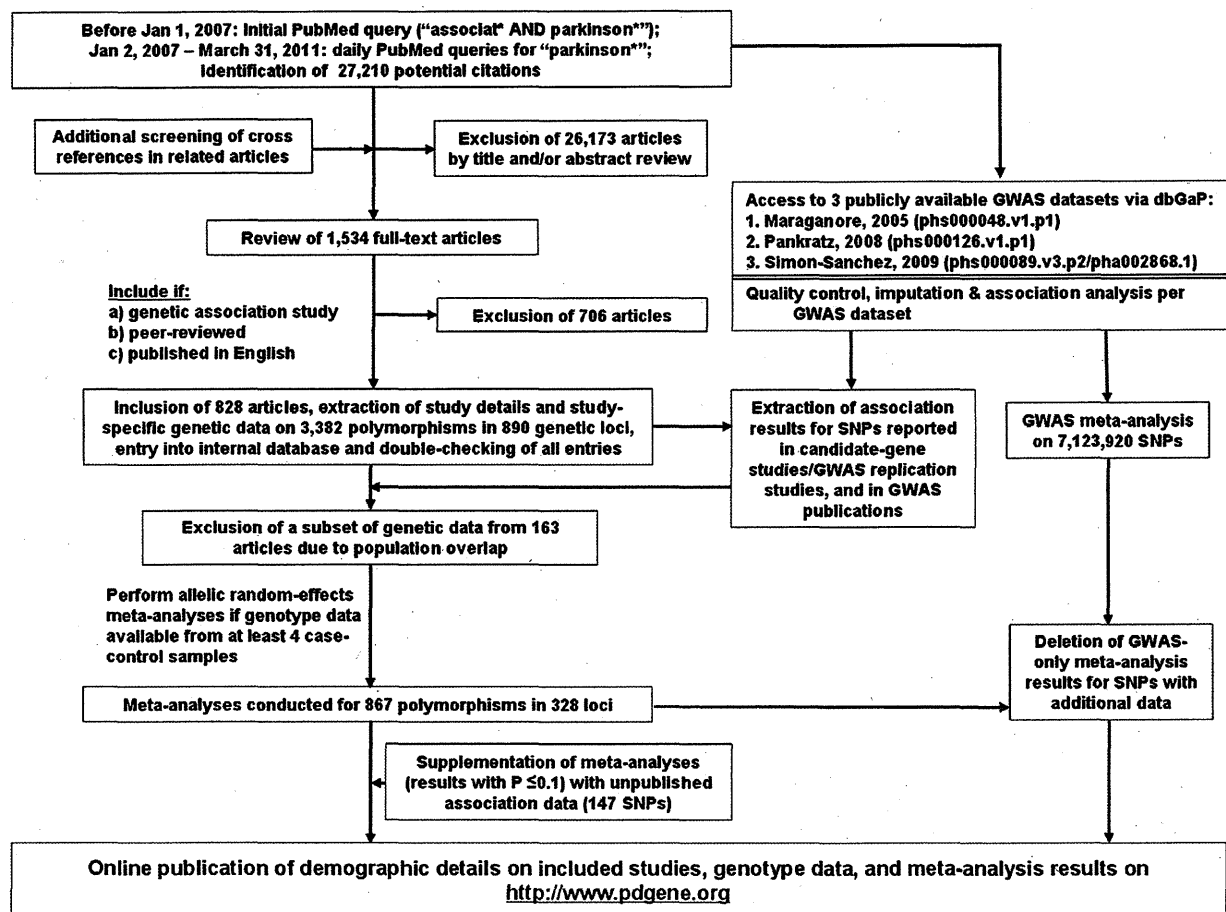 Before Jan 1, 2007: Initial PubMed query ("associat* AND parkinson*");
Jan 2, 2007 – March 31, 2011: daily PubMed queries for "parkinson*";
Identification of 27,210 potential citations
Additional screening of cross
references in related articles
Exclusion of 26,173 articles
by title and/or abstract review
Access to 3 publicly available GWAS datasets via dbGaP:
1. Maraganore, 2005 (phs000048.v1.p1)
2. Pankratz, 2008 (phs000126.v1.p1)
3. Simon-Sanchez, 2009 (phs000089.v3.p2/pha002868.1)
Quality control, imputation & association analysis per
GWAS dataset
Review of 1,534 full-text articles
Include if:
a) genetic association study
b) peer-reviewed
c) published in English
Exclusion of 706 articles
Inclusion of 828 articles, extraction of study details and study-
specific genetic data on 3,382 polymorphisms in 890 genetic loci,
entry into internal database and double-checking of all entries
Extraction of association
results for SNPs reported
in candidate-gene
studies/GWAS replication
studies, and in GWAS
publications
GWAS meta-analysis
on 7,123,920 SNPs
Exclusion of a subset of genetic data from 163
articles due to population overlap
Perform allelic random-effects
meta-analyses if genotype data
available from at least 4 case-
control samples
Deletion of GWAS-
only meta-analysis
results for SNPs with
additional data
Meta-analyses conducted for 867 polymorphisms in 328 loci
Supplementation of meta-analyses
(results with P ≤0.1) with unpublished
association data (147 SNPs)
Online publication of demographic details on included studies, genotype data, and meta-analysis results on
http://www.pdgene.org